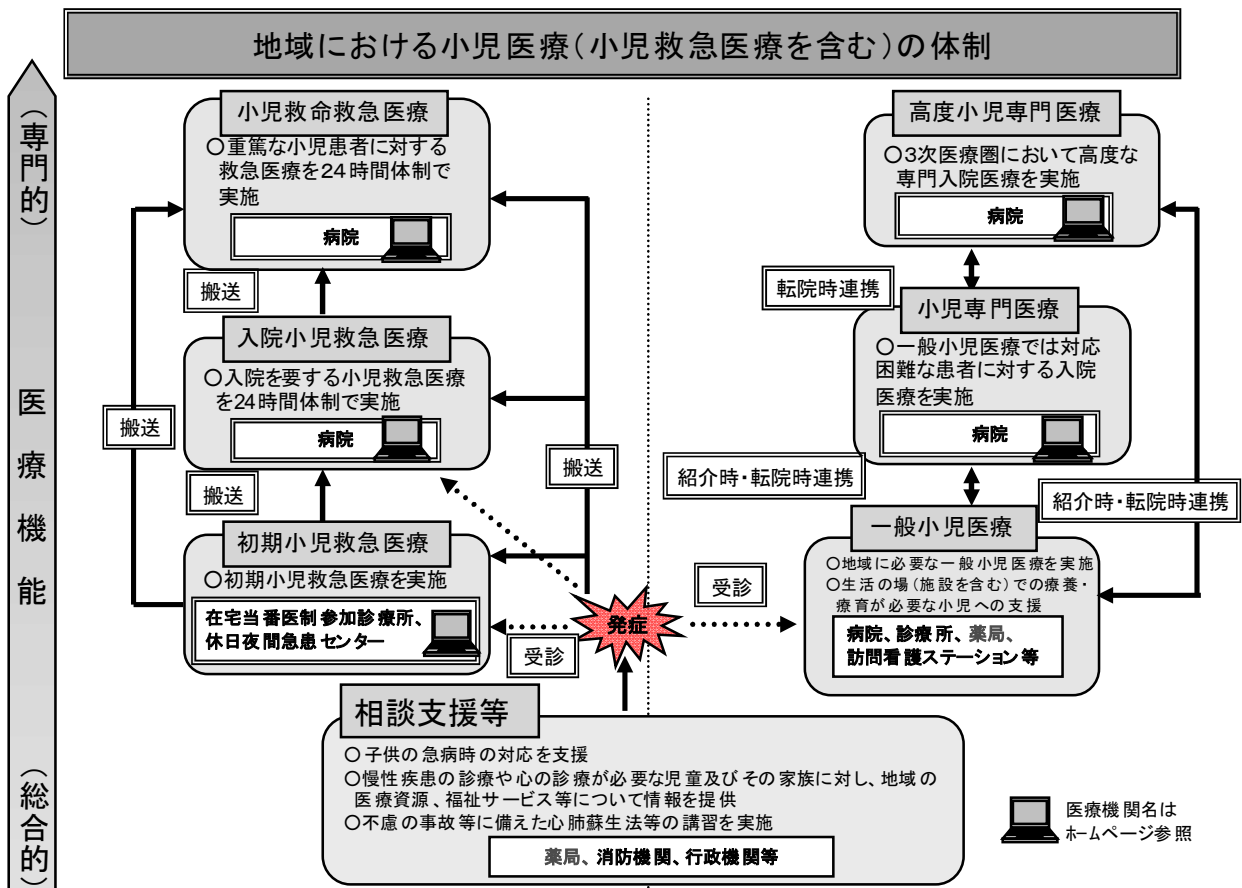 地域における小児医療(小児救急医療を含む)の体制
(専門的)
医療機能
(総合的)
小児救命救急医療
○重篤な小児患者に対する
救急医療を24時間体制で
実施
病院
搬送
入院小児救急医療
○入院を要する小児救急医療
を24時間体制で実施
病院
搬送
搬送
搬送
初期小児救急医療
○初期小児救急医療を実施
在宅当番医制参加診療所、
休日夜間急患センター
受診
発症
受診
高度小児専門医療
○3次医療圏において高度な
専門入院医療を実施
病院
転院時連携
小児専門医療
○一般小児医療では対応
困難な患者に対する入院
医療を実施
病院
紹介時・転院時連携
紹介時・転院時連携
一般小児医療
○地域に必要な一般小児医療を実施
○生活の場(施設を含む)での療養・
療育が必要な小児への支援
病院、診療所、薬局、
訪問看護ステーション等
相談支援等
○子供の急病時の対応を支援
○慢性疾患の診療や心の診療が必要な児童及びその家族に対し、地域の
医療資源、福祉サービス等について情報を提供
○不慮の事故等に備えた心肺蘇生法等の講習を実施
薬局、消防機関、行政機関等
医療機関名は
ホームページ参照